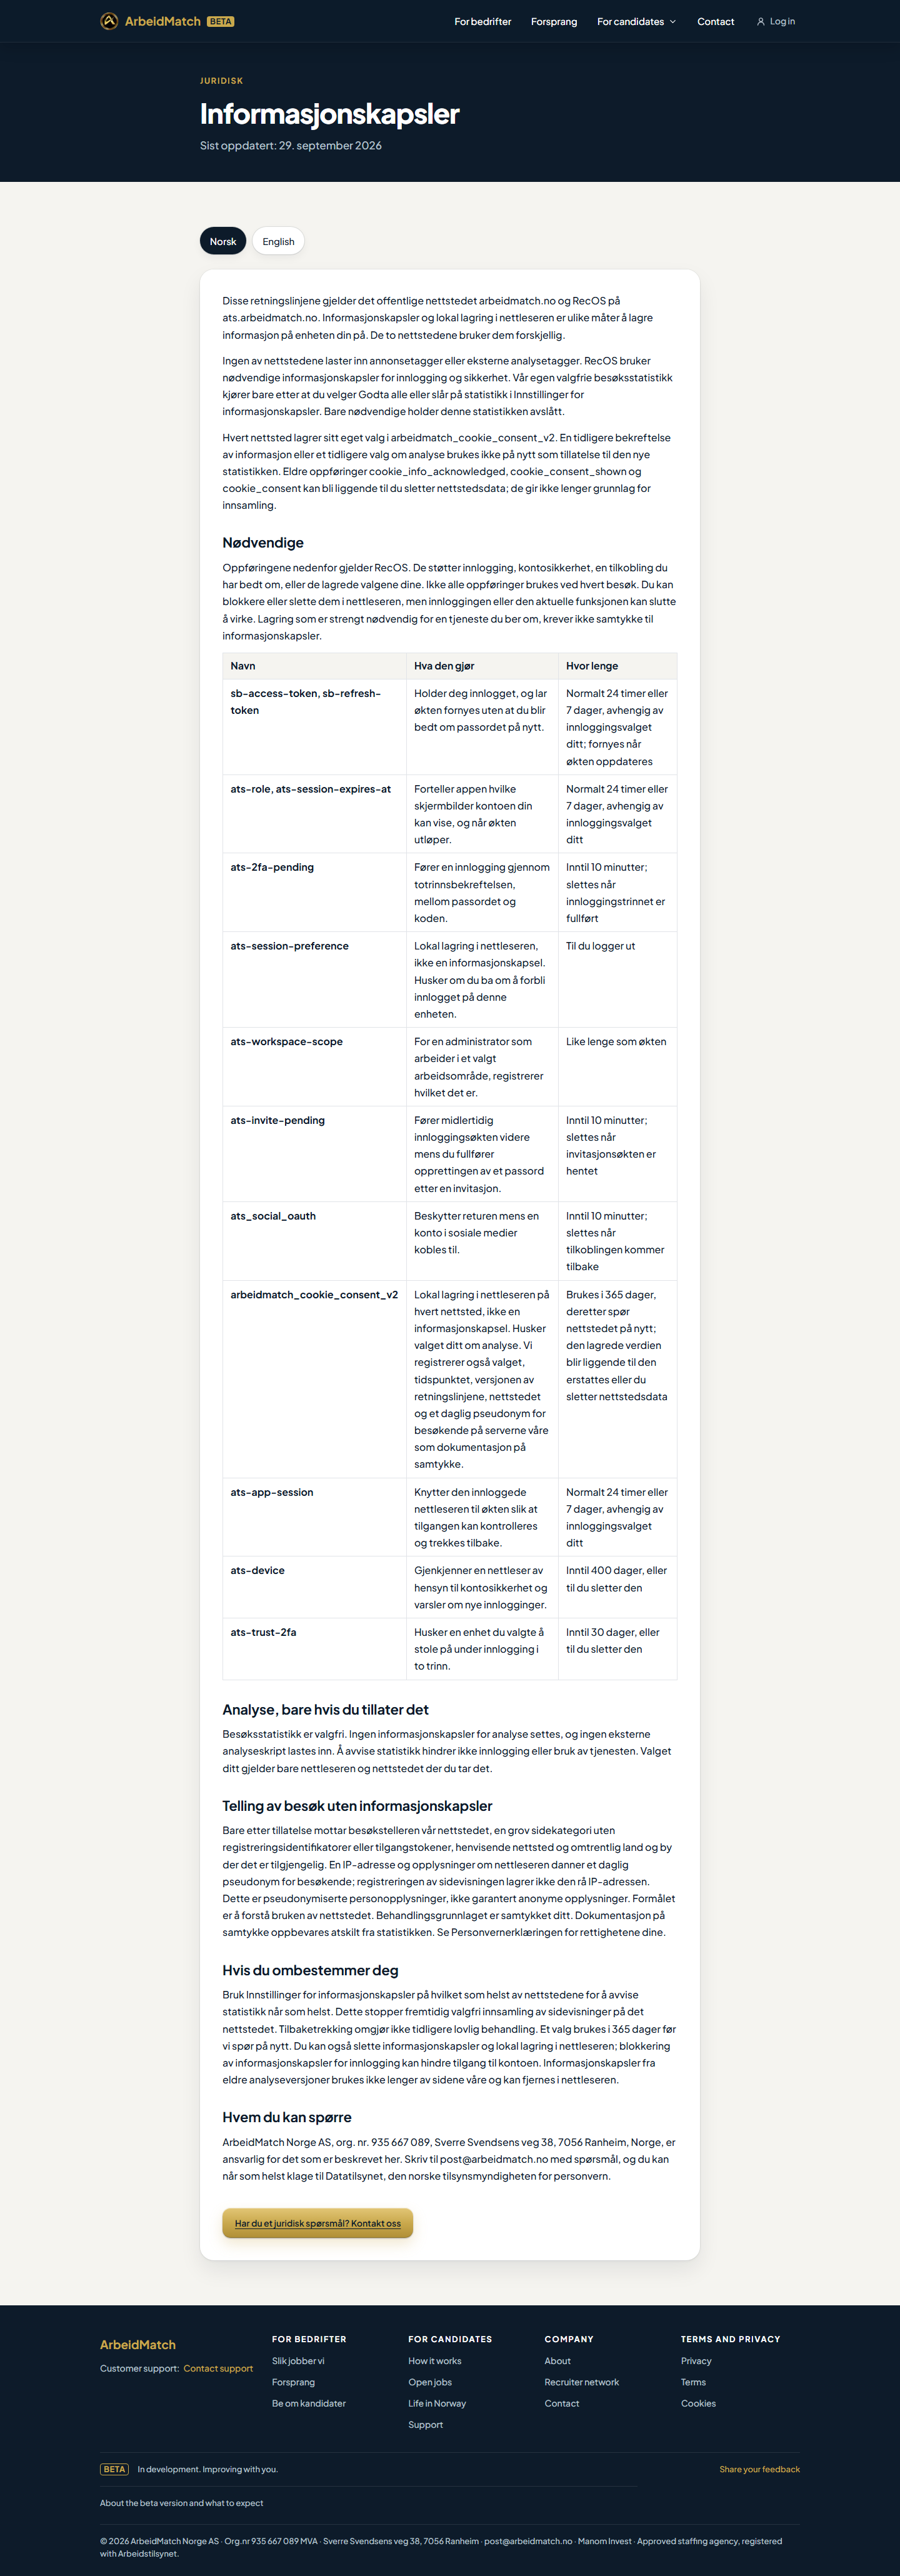 ArbeidMatch BETA
For bedrifter
Forsprang
For candidates
Contact
Log in
JURIDISK
Informasjonskapsler
Sist oppdatert: 29. september 2026
Norsk
English
Disse retningslinjene gjelder det offentlige nettstedet arbeidmatch.no og RecOS på
ats.arbeidmatch.no. Informasjonskapsler og lokal lagring i nettleseren er ulike måter å lagre
informasjon på enheten din på. De to nettstedene bruker dem forskjellig.
Ingen av nettstedene laster inn annonsetagger eller eksterne analysetagger. RecOS bruker
nødvendige informasjonskapsler for innlogging og sikkerhet. Vår egen valgfrie besøksstatistikk
kjører bare etter at du velger Godta alle eller slår på statistikk i Innstillinger for
informasjonskapsler. Bare nødvendige holder denne statistikken avslått.
Hvert nettsted lagrer sitt eget valg i arbeidmatch_cookie_consent_v2. En tidligere bekreftelse
av informasjon eller et tidligere valg om analyse brukes ikke på nytt som tillatelse til den nye
statistikken. Eldre oppføringer cookie_info_acknowledged, cookie_consent_shown og
cookie_consent kan bli liggende til du sletter nettstedsdata; de gir ikke lenger grunnlag for
innsamling.
Nødvendige
Oppføringene nedenfor gjelder RecOS. De støtter innlogging, kontosikkerhet, en tilkobling du
har bedt om, eller de lagrede valgene dine. Ikke alle oppføringer brukes ved hvert besøk. Du kan
blokkere eller slette dem i nettleseren, men innloggingen eller den aktuelle funksjonen kan slutte
å virke. Lagring som er strengt nødvendig for en tjeneste du ber om, krever ikke samtykke til
informasjonskapsler.
Navn
Hva den gjør
Hvor lenge
sb-access-token, sb-refresh-
token
Holder deg innlogget, og lar
økten fornyes uten at du blir
bedt om passordet på nytt.
Normalt 24 timer eller
7 dager, avhengig av
innloggingsvalget
ditt; fornyes når
økten oppdateres
ats-role, ats-session-expires-at
Forteller appen hvilke
skjermbilder kontoen din
kan vise, og når økten
utløper.
Normalt 24 timer eller
7 dager, avhengig av
innloggingsvalget
ditt
ats-2fa-pending
Fører en innlogging gjennom
totrinnsbekreftelsen,
mellom passordet og
koden.
Inntil 10 minutter;
slettes når
innloggingstrinnet er
fullført
ats-session-preference
Lokal lagring i nettleseren,
ikke en informasjonskapsel.
Husker om du ba om å forbli
innlogget på denne
enheten.
Til du logger ut
ats-workspace-scope
For en administrator som
arbeider i et valgt
arbeidsområde, registrerer
hvilket det er.
Like lenge som økten
ats-invite-pending
Fører midlertidig
innloggingsøkten videre
mens du fullfører
opprettingen av et passord
etter en invitasjon.
Inntil 10 minutter;
slettes når
invitasjonsøkten er
hentet
ats_social_oauth
Beskytter returen mens en
konto i sosiale medier
kobles til.
Inntil 10 minutter;
slettes når
tilkoblingen kommer
tilbake
arbeidmatch_cookie_consent_v2
Lokal lagring i nettleseren på
hvert nettsted, ikke en
informasjonskapsel. Husker
valget ditt om analyse. Vi
registrerer også valget,
tidspunktet, versjonen av
retningslinjene, nettstedet
og et daglig pseudonym for
besøkende på serverne våre
som dokumentasjon på
samtykke.
Brukes i 365 dager,
deretter spør
nettstedet på nytt;
den lagrede verdien
blir liggende til den
erstattes eller du
sletter nettstedsdata
ats-app-session
Knytter den innloggede
nettleseren til økten slik at
tilgangen kan kontrolleres
og trekkes tilbake.
Normalt 24 timer eller
7 dager, avhengig av
innloggingsvalget
ditt
ats-device
Gjenkjenner en nettleser av
hensyn til kontosikkerhet og
varsler om nye innlogginger.
Inntil 400 dager, eller
til du sletter den
ats-trust-2fa
Husker en enhet du valgte å
stole på under innlogging i
to trinn.
Inntil 30 dager, eller
til du sletter den
Analyse, bare hvis du tillater det
Besøksstatistikk er valgfri. Ingen informasjonskapsler for analyse settes, og ingen eksterne
analyseskript lastes inn. Å avvise statistikk hindrer ikke innlogging eller bruk av tjenesten. Valget
ditt gjelder bare nettleseren og nettstedet der du tar det.
Telling av besøk uten informasjonskapsler
Bare etter tillatelse mottar besøkstelleren vår nettstedet, en grov sidekategori uten
registreringsidentifikatorer eller tilgangstokener, henvisende nettsted og omtrentlig land og by
der det er tilgjengelig. En IP-adresse og opplysninger om nettleseren danner et daglig
pseudonym for besøkende; registreringen av sidevisningen lagrer ikke den rå IP-adressen.
Dette er pseudonymiserte personopplysninger, ikke garantert anonyme opplysninger. Formålet
er å forstå bruken av nettstedet. Behandlingsgrunnlaget er samtykket ditt. Dokumentasjon på
samtykke oppbevares atskilt fra statistikken. Se Personvernerklæringen for rettighetene dine.
Hvis du ombestemmer deg
Bruk Innstillinger for informasjonskapsler på hvilket som helst av nettstedene for å avvise
statistikk når som helst. Dette stopper fremtidig valgfri innsamling av sidevisninger på det
nettstedet. Tilbaketrekking omgjør ikke tidligere lovlig behandling. Et valg brukes i 365 dager før
vi spør på nytt. Du kan også slette informasjonskapsler og lokal lagring i nettleseren; blokkering
av informasjonskapsler for innlogging kan hindre tilgang til kontoen. Informasjonskapsler fra
eldre analyseversjoner brukes ikke lenger av sidene våre og kan fjernes i nettleseren.
Hvem du kan spørre
ArbeidMatch Norge AS, org. nr. 935 667 089, Sverre Svendsens veg 38, 7056 Ranheim, Norge, er
ansvarlig for det som er beskrevet her. Skriv til post@arbeidmatch.no med spørsmål, og du kan
når som helst klage til Datatilsynet, den norske tilsynsmyndigheten for personvern.
Har du et juridisk spørsmål? Kontakt oss
ArbeidMatch
Customer support: Contact support
FOR BEDRIFTER
Slik jobber vi
Forsprang
Be om kandidater
FOR CANDIDATES
How it works
Open jobs
Life in Norway
Support
COMPANY
About
Recruiter network
Contact
TERMS AND PRIVACY
Privacy
Terms
Cookies
BETA In development. Improving with you.
Share your feedback
About the beta version and what to expect
© 2026 ArbeidMatch Norge AS · Org.nr 935 667 089 MVA · Sverre Svendsens veg 38, 7056 Ranheim · post@arbeidmatch.no · Manom Invest · Approved staffing agency, registered
with Arbeidstilsynet.